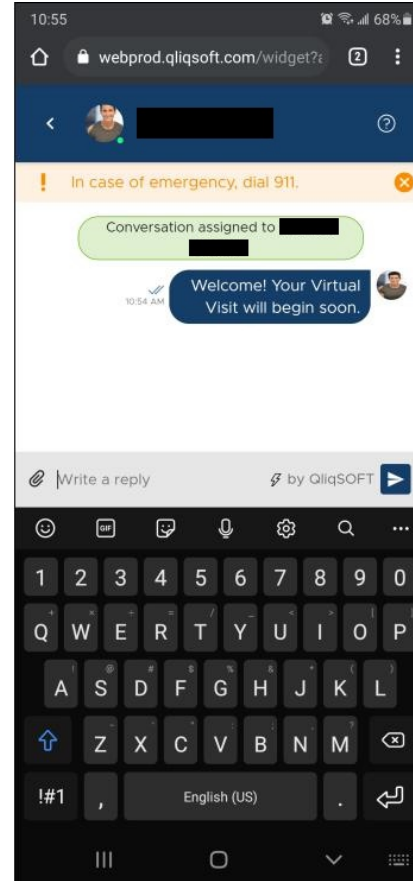 10:55
68%
webprod.qliqsoft.com/widget?
2
In case of emergency, dial 911.
Conversation assigned to
Welcome! Your Virtual
Visit will begin soon.
10:54 AM
Write a reply
by QliqSOFT
GIF
1 2 3 4 5 6 7 8 9 0
Q W E R T Y U I O P
A S D F G H J K L
Z X C V B N M
!#1 , English (US) .